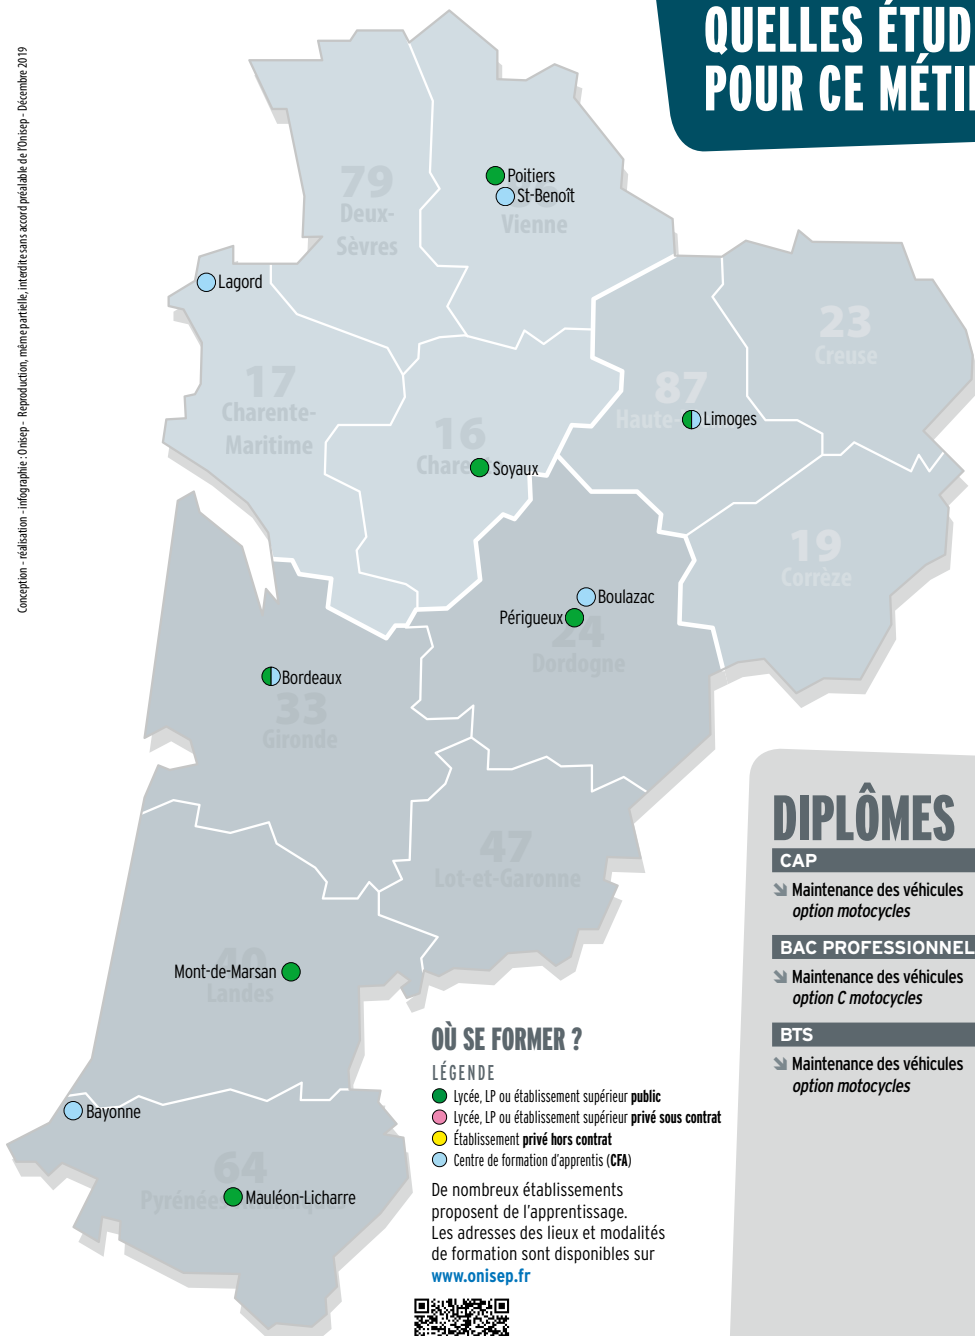 QUELLES ÉTUD
POUR CE MÉTI
Conception - réalisation - infographie : Onisep - Reproduction, même partielle, interdite sans accord préalable de l'Onisep - Décembre 2019
79
Deux-
Sèvres
Poitiers
St-Benoît
Vienne
Lagord
17
Charente-
Maritime
16
Soyaux
23
Creuse
87
Haute-
Limoges
19
Corrèze
Boulazac
Périgueux
24
Dordogne
Bordeaux
33
Gironde
47
Lot-et-Garonne
40
Mont-de-Marsan
Landes
Bayonne
64
Mauléon-Licharre
OÙ SE FORMER ?
LÉGENDE
Lycée, LP ou établissement supérieur public
Lycée, LP ou établissement supérieur privé sous contrat
Établissement privé hors contrat
Centre de formation d'apprentis (CFA)
De nombreux établissements
proposent de l'apprentissage.
Les adresses des lieux et modalités
de formation sont disponibles sur
www.onisep.fr
DIPLÔMES
CAP
Maintenance des véhicules
option motocycles
BAC PROFESSIONNEL
Maintenance des véhicules
option C motocycles
BTS
Maintenance des véhicules
option motocycles